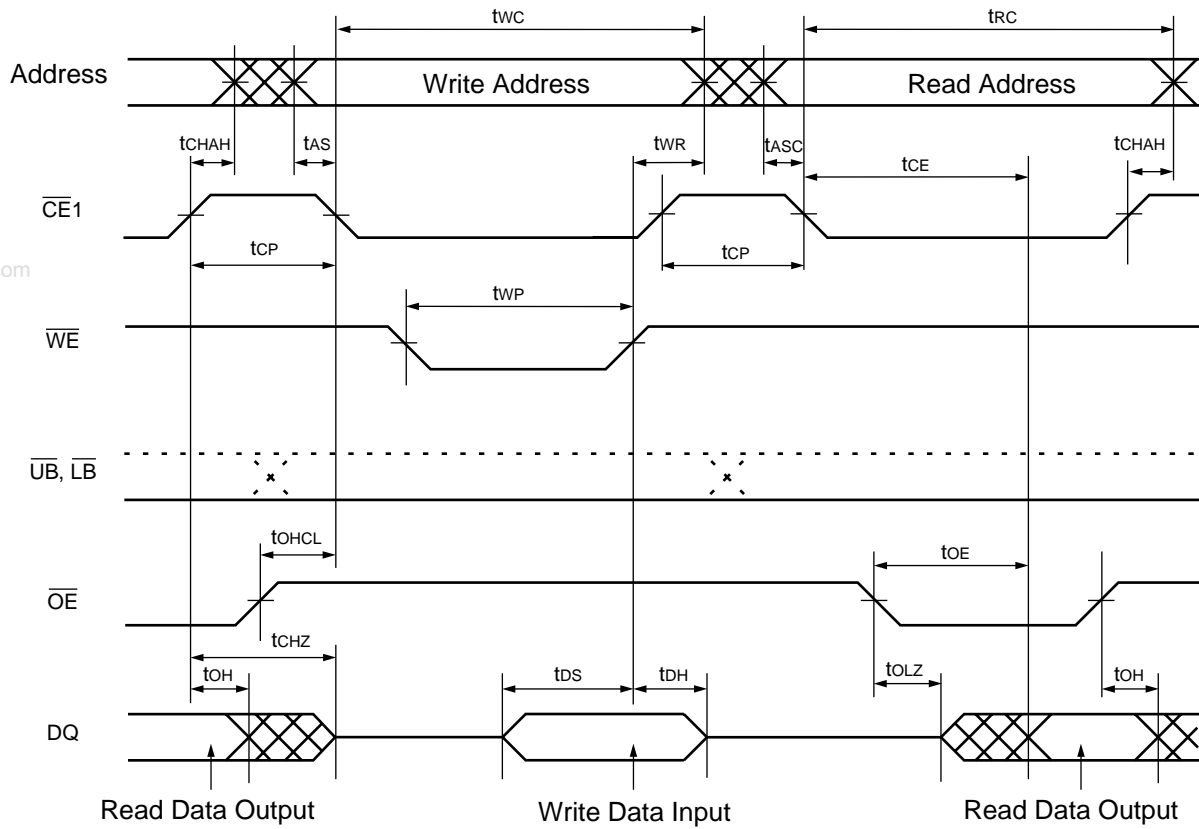 tWC tRC
Address Write Address Read Address
tCHAH tAS tWR tASC tCE tCHAH
CE1
tCP tCP
om
tWP
WE
UB, LB
tOHCL tOE
OE
tCHZ
tOH tDS tDH tOLZ tOH
DQ
Read Data Output Write Data Input Read Data Output